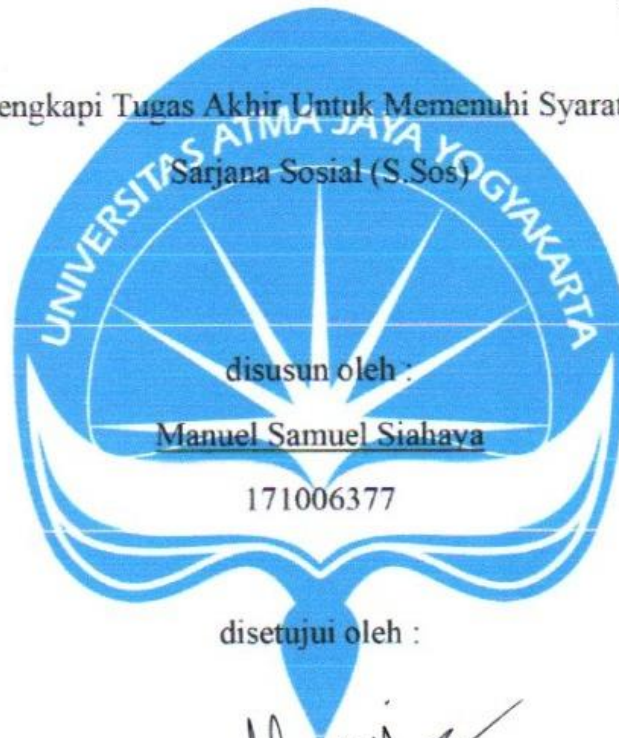 engkapi Tugas Akhir Untuk Memenuhi Syarat
UNIVERSITAS ATMA JAYA YOGYAKARTA
Sarjana Sosial (S.Sos)
disusun oleh :
Manuel Samuel Siahaya
171006377
disetujui oleh :